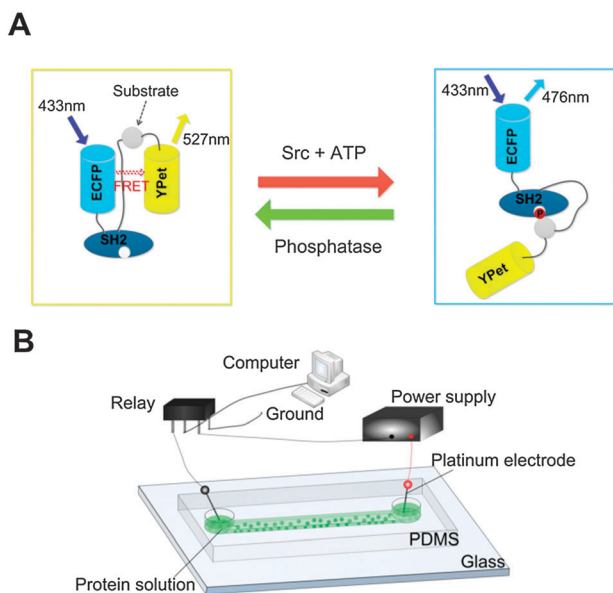 A
433nm
Substrate
527nm
ECFP
FRET
YPet
SH2
Src + ATP
Phosphatase
433nm
476nm
ECFP
SH2
P
YPet
B
Computer
Relay
Ground
Power supply
Platinum electrode
PDMS
Glass
Protein solution